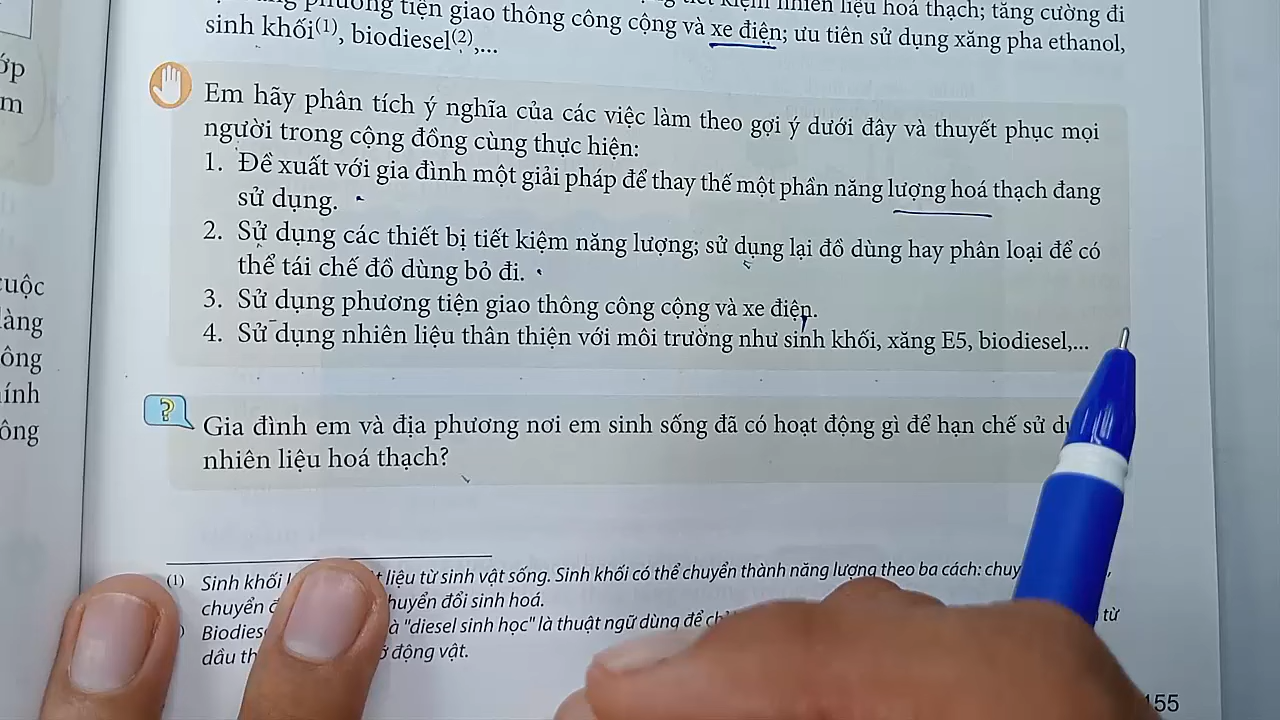 phương tiện giao thông công cộng và xe điện; ưu tiên sử dụng xăng pha ethanol,
nhiên liệu hoá thạch; tăng cường đi
sinh khối(1), biodiesel(2),...
ớp
m
Em hãy phân tích ý nghĩa của các việc làm theo gợi ý dưới đây và thuyết phục mọi
người trong cộng đồng cùng thực hiện:
1. Đề xuất với gia đình một giải pháp để thay thế một phần năng lượng hoá thạch đang
sử dụng.
2. Sử dụng các thiết bị tiết kiệm năng lượng; sử dụng lại đồ dùng hay phân loại để có
thể tái chế đồ dùng bỏ đi.
3. Sử dụng phương tiện giao thông công cộng và xe điện.
4. Sử dụng nhiên liệu thân thiện với môi trường như sinh khối, xăng E5, biodiesel,...
cuộc
làng
ông
ính
ông
?
Gia đình em và địa phương nơi em sinh sống đã có hoạt động gì để hạn chế sử
nhiên liệu hoá thạch?
(1) Sinh khối liệu từ sinh vật sống. Sinh khối có thể chuyển thành năng lượng theo ba cách:
chuyển huyển đổi sinh hoá.
"diesel sinh học" là thuật ngữ dùng để từ
dầu động vật.
155